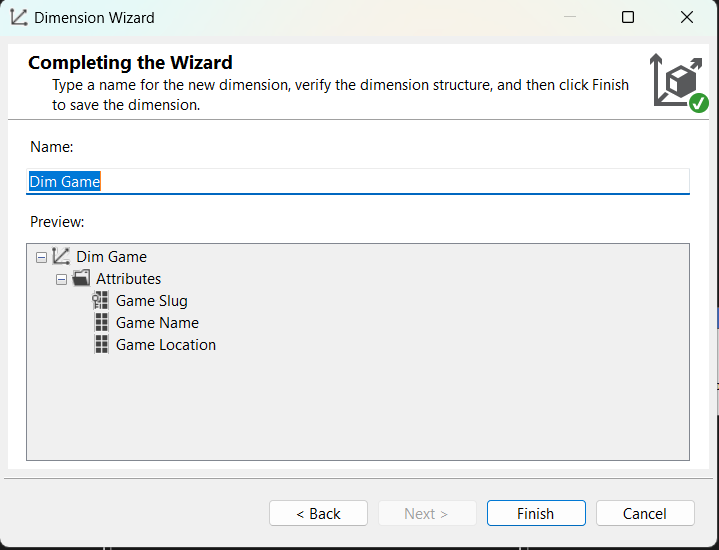 Dimension Wizard
Completing the Wizard
Type a name for the new dimension, verify the dimension structure, and then click Finish
to save the dimension.
Name:
Dim Game
Preview:
Dim Game
Attributes
Game Slug
Game Name
Game Location
< Back
Next >
Finish
Cancel